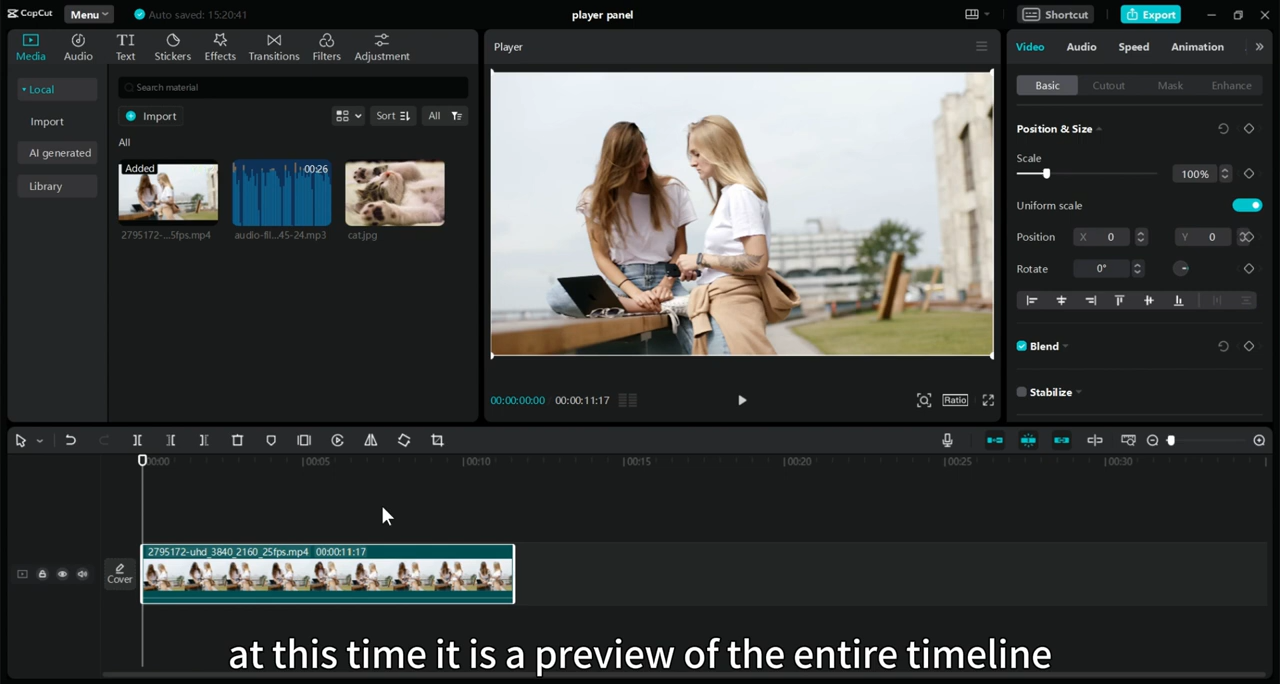 CapCut
Menu
Auto saved: 15:20:41
player panel
Shortcut
Export
Media
Audio
Text
Stickers
Effects
Transitions
Filters
Adjustment
Local
Import
AI generated
Library
Search material
Import
Sort
All
All
Added
00:26
2795172-...5fps.mp4
audio-fil...45-24.mp3
cat.jpg
Player
00:00:00:00 / 00:00:11:17
Ratio
Video
Audio
Speed
Animation
Basic
Cutout
Mask
Enhance
Position & Size
Scale
100%
Uniform scale
Position X 0 Y 0
Rotate 0°
Blend
Stabilize
00:00 00:05 00:10 00:15 00:20 00:25 00:30
Cover
2795172-uhd_3840_2160_25fps.mp4 00:00:11:17
at this time it is a preview of the entire timeline